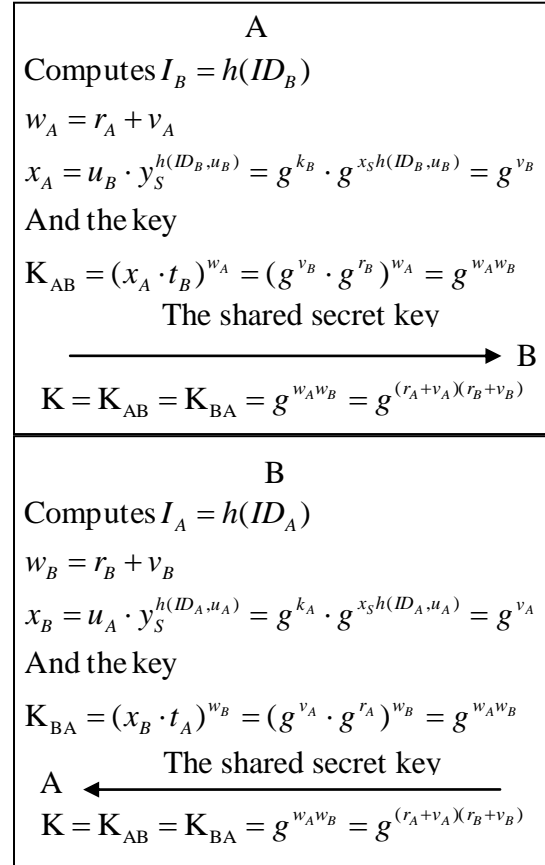 A
Computes I_B = h(ID_B)
w_A = r_A + v_A
x_A = u_B · y_S^{h(ID_B, u_B)} = g^{k_B} · g^{x_S h(ID_B, u_B)} = g^{v_B}
And the key
K_AB = (x_A · t_B)^{w_A} = (g^{v_B} · g^{r_B})^{w_A} = g^{w_A w_B}
The shared secret key
B
K = K_AB = K_BA = g^{w_A w_B} = g^{(r_A + v_A)(r_B + v_B)}
B
Computes I_A = h(ID_A)
w_B = r_B + v_B
x_B = u_A · y_S^{h(ID_A, u_A)} = g^{k_A} · g^{x_S h(ID_A, u_A)} = g^{v_A}
And the key
K_BA = (x_B · t_A)^{w_B} = (g^{v_A} · g^{r_A})^{w_B} = g^{w_A w_B}
The shared secret key
A
K = K_AB = K_BA = g^{w_A w_B} = g^{(r_A + v_A)(r_B + v_B)}